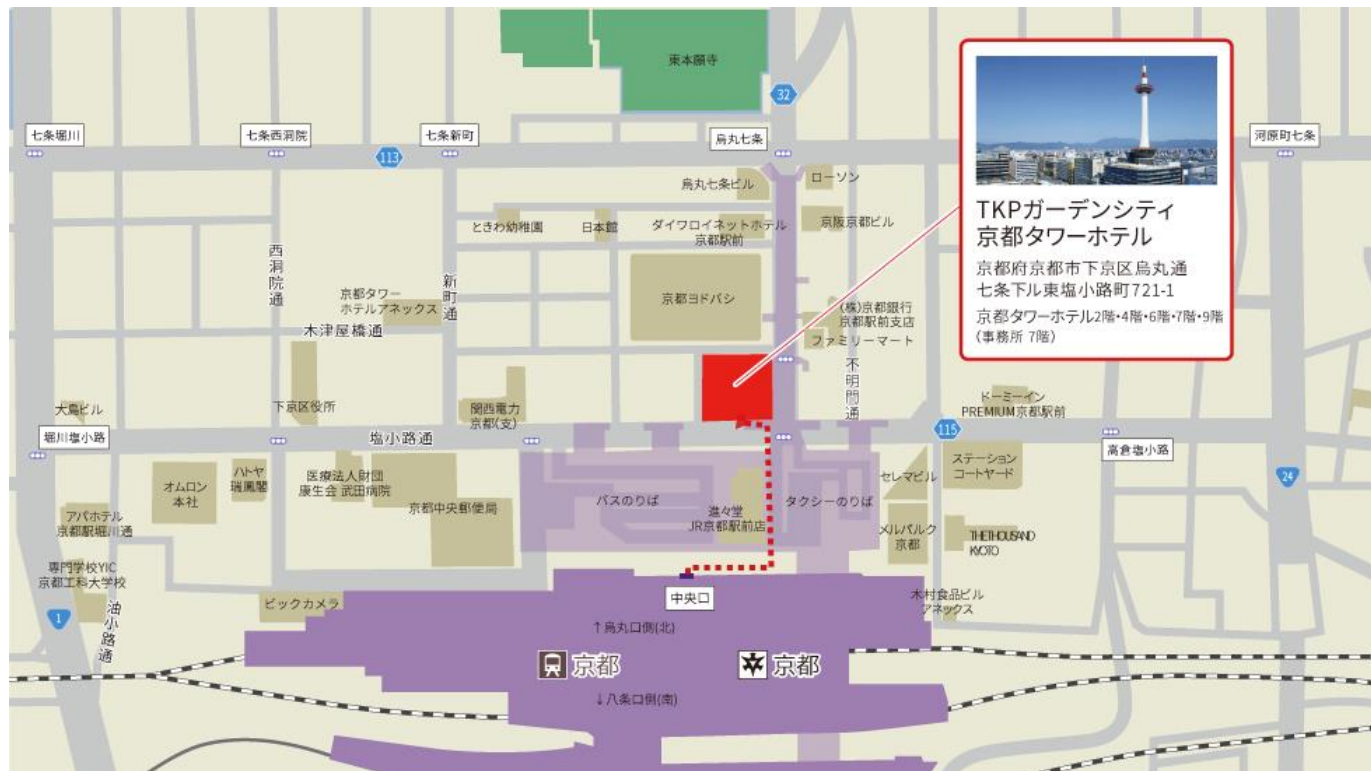 東本願寺
32
七条堀川
七条西洞院
七条新町
烏丸七条
河原町七条
113
烏丸七条ビル
ローソン
ときわ幼稚園
日本館
ダイワロイネットホテル
京都駅前
京阪京都ビル
TKPガーデンシティ
京都タワーホテル
京都府京都市下京区烏丸通
七条下ル東塩小路町721-1
京都タワーホテル2階・4階・6階・7階・9階
(事務所 7階)
西洞院通
新町通
京都タワー
ホテルアネックス
木津屋橋通
京都ヨドバシ
(株)京都銀行
京都駅前支店
ファミリーマート
不明門通
大島ビル
下京区役所
関西電力
京都(支)
ドーミーイン
PREMIUM京都駅前
堀川塩小路
塩小路通
115
高倉塩小路
オムロン
本社
ハトヤ
瑞鳳閣
医療法人財団
康生会 武田病院
京都中央郵便局
バスのりば
進々堂
JR京都駅前店
タクシーのりば
セレマビル
ステーション
コートヤード
24
アパホテル
京都駅堀川通
メルパルク
京都
THE THOUSAND
KYOTO
専門学校YIC
京都工科大学校
1
油小路通
ビックカメラ
中央口
木村食品ビル
アネックス
↑烏丸口側(北)
京都
京都
↓八条口側(南)